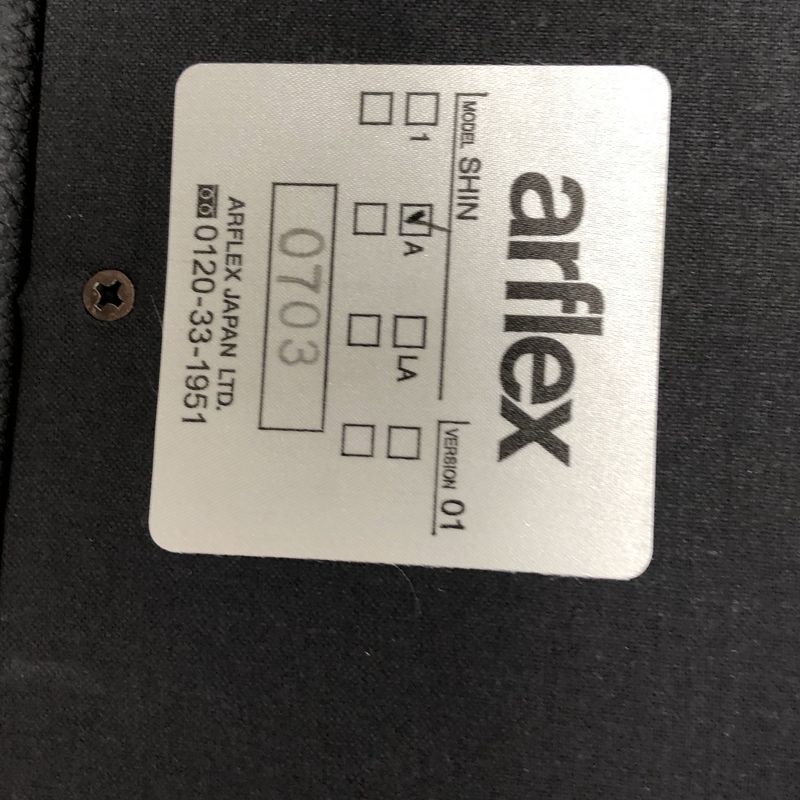 arflex
MODEL SHIN VERSION 01
1 A LA
0703
ARFLEX JAPAN LTD.
0120-33-1951